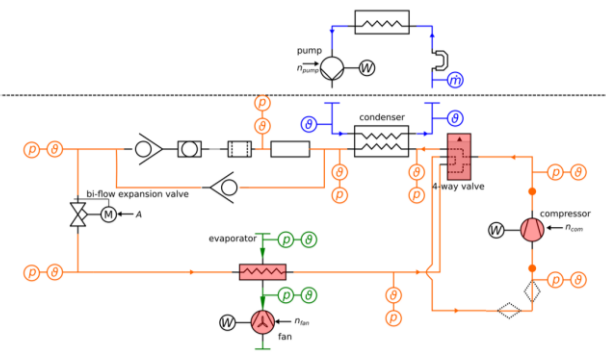 pump
n_pump
W
ṁ
p
ϑ
ϑ
condenser
ϑ
p ϑ
ϑ
p
ϑ
p
4-way valve
p ϑ
bi-flow expansion valve
M
A
compressor
W
n_com
evaporator
p ϑ
p ϑ
p ϑ
p ϑ
ϑ
p
W
n_fan
fan